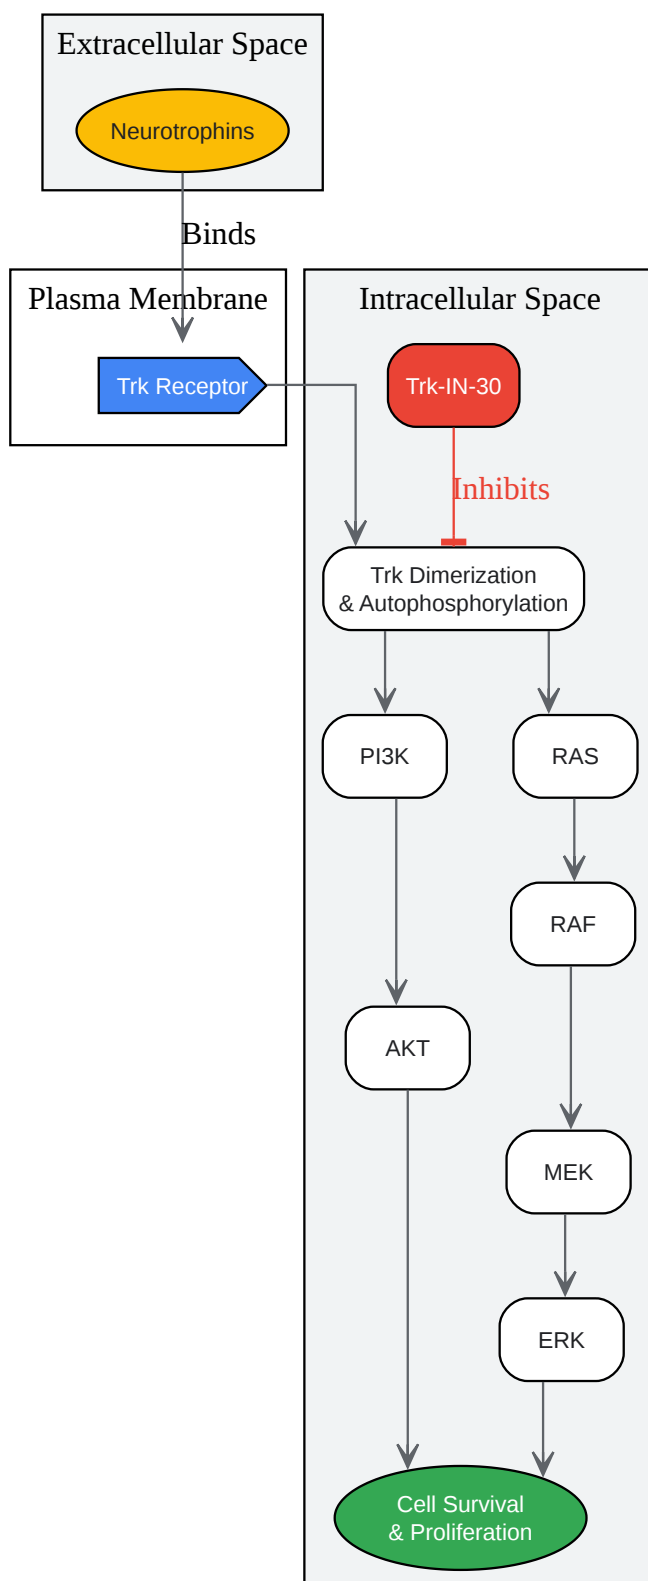 Extracellular Space
Neurotrophins
Binds
Plasma Membrane
Trk Receptor
Intracellular Space
Trk-IN-30
Inhibits
Trk Dimerization
& Autophosphorylation
PI3K
RAS
RAF
AKT
MEK
ERK
Cell Survival
& Proliferation